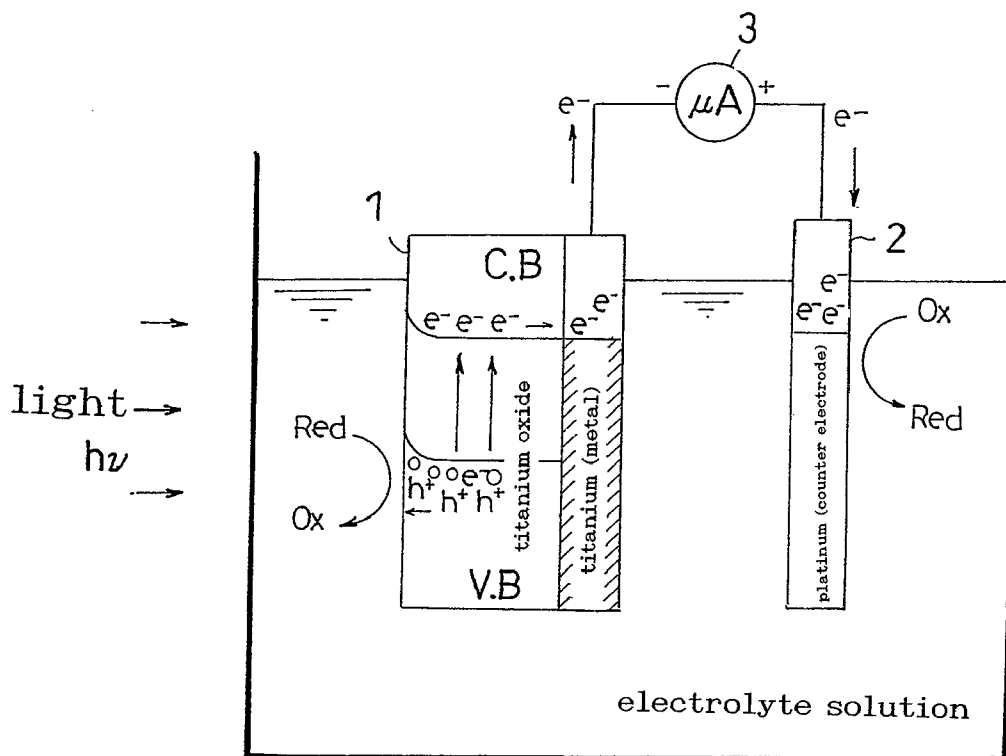 3
- μA +
e⁻ e⁻
1
2
C.B
e⁻ e⁻ e⁻ → e⁻ e⁻
e⁻
e⁻ e⁻
Ox
Red
light
hν
Red
Ox
e⁻
h⁺ h⁺ h⁺
V.B
titanium oxide
titanium (metal)
platinum (counter electrode)
electrolyte solution